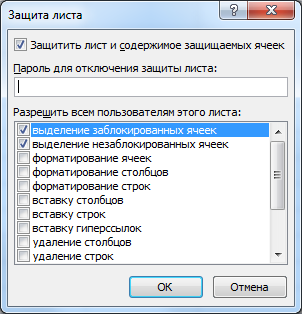 Защита листа
Защитить лист и содержимое защищаемых ячеек
Пароль для отключения защиты листа:
Разрешить всем пользователям этого листа:
выделение заблокированных ячеек
выделение незаблокированных ячеек
форматирование ячеек
форматирование столбцов
форматирование строк
вставку столбцов
вставку строк
вставку гиперссылок
удаление столбцов
удаление строк
ОК
Отмена